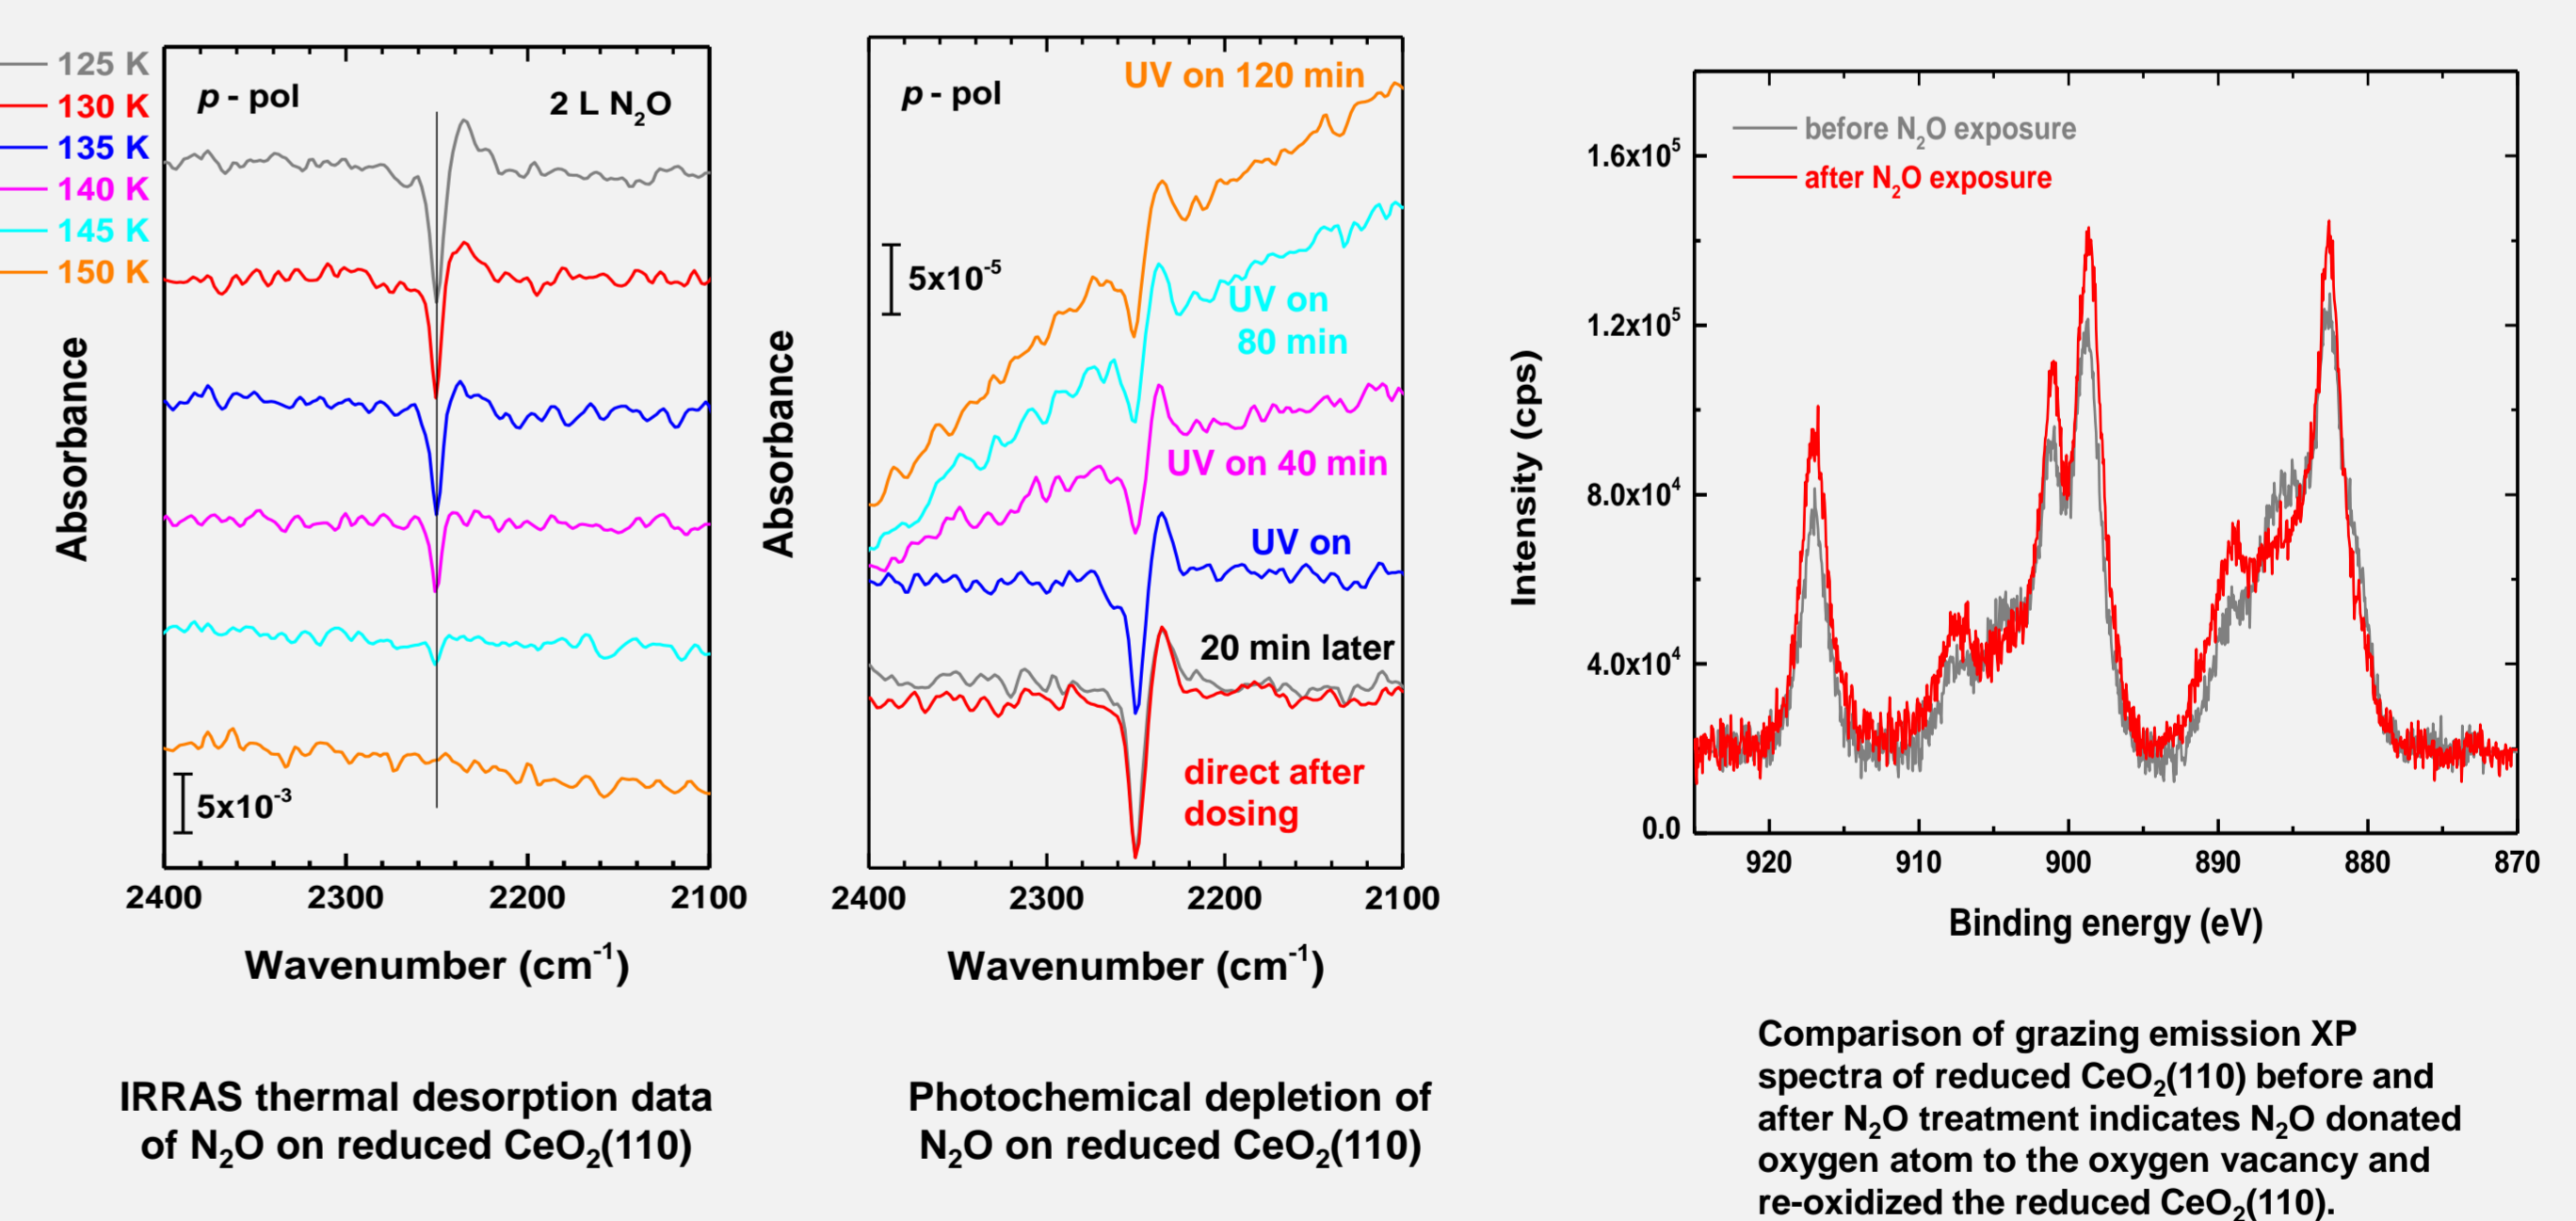 125 K
130 K
135 K
140 K
145 K
150 K
p - pol
2 L N₂O
5x10⁻³
Absorbance
2400 2300 2200 2100
Wavenumber (cm⁻¹)
IRRAS thermal desorption data
of N₂O on reduced CeO₂(110)
p - pol
UV on 120 min
5x10⁻⁵
UV on
80 min
UV on 40 min
UV on
20 min later
direct after
dosing
Absorbance
2400 2300 2200 2100
Wavenumber (cm⁻¹)
Photochemical depletion of
N₂O on reduced CeO₂(110)
before N₂O exposure
after N₂O exposure
1.6x10⁵
1.2x10⁵
8.0x10⁴
4.0x10⁴
0.0
Intensity (cps)
920 910 900 890 880 870
Binding energy (eV)
Comparison of grazing emission XP
spectra of reduced CeO₂(110) before and
after N₂O treatment indicates N₂O donated
oxygen atom to the oxygen vacancy and
re-oxidized the reduced CeO₂(110).